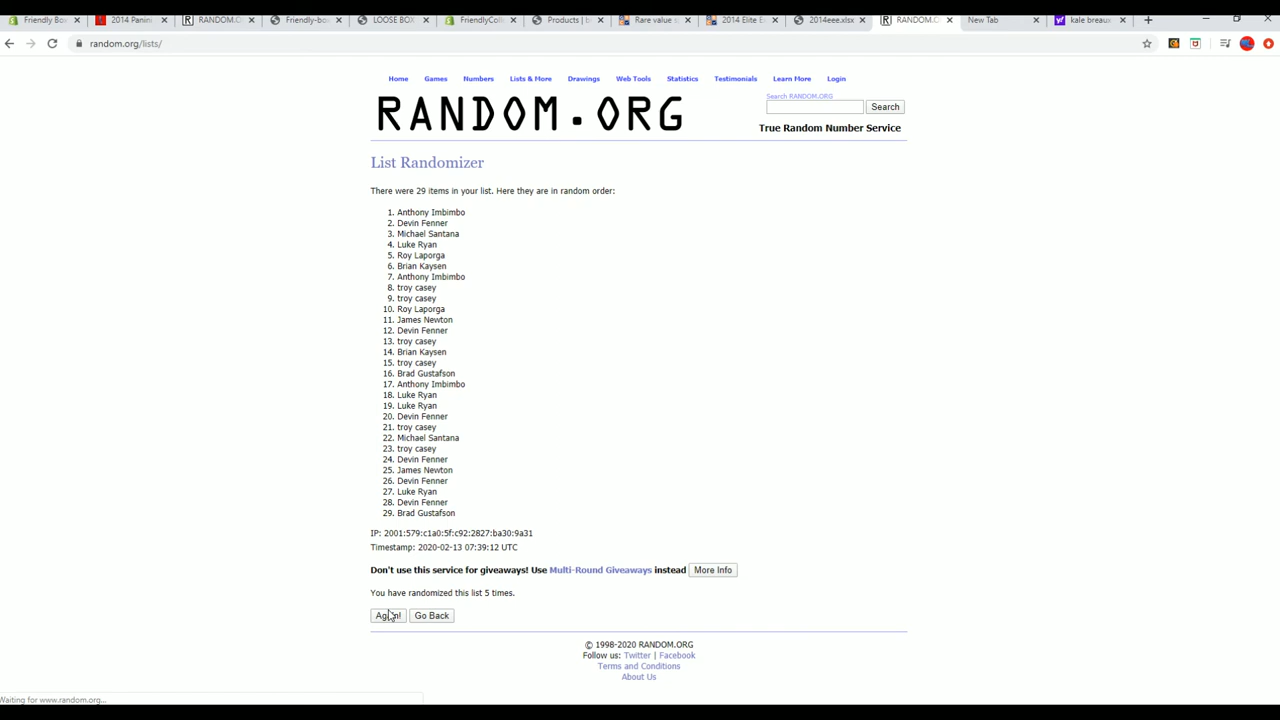 Friendly Bo
2014 Panini
RANDOM.O
Friendly-bo
LOOSE BOX
FriendlyCol
Products | b
Rare value s
2014 Elite E
2014eee.xlsx
RANDOM.O
New Tab
kale breaux
random.org/lists/
Home Games Numbers Lists & More Drawings Web Tools Statistics Testimonials Learn More Login
RANDOM.ORG
Search RANDOM.ORG
Search
True Random Number Service
List Randomizer
There were 29 items in your list. Here they are in random order:
1. Anthony Imbimbo
2. Devin Fenner
3. Michael Santana
4. Luke Ryan
5. Roy Laporga
6. Brian Kaysen
7. Anthony Imbimbo
8. troy casey
9. troy casey
10. Roy Laporga
11. James Newton
12. Devin Fenner
13. troy casey
14. Brian Kaysen
15. troy casey
16. Brad Gustafson
17. Anthony Imbimbo
18. Luke Ryan
19. Luke Ryan
20. Devin Fenner
21. troy casey
22. Michael Santana
23. troy casey
24. Devin Fenner
25. James Newton
26. Devin Fenner
27. Luke Ryan
28. Devin Fenner
29. Brad Gustafson
IP: 2001:579:c1a0:5f:c92:2827:ba30:9a31
Timestamp: 2020-02-13 07:39:12 UTC
Don't use this service for giveaways! Use Multi-Round Giveaways instead More Info
You have randomized this list 5 times.
Again! Go Back
© 1998-2020 RANDOM.ORG
Follow us: Twitter | Facebook
Terms and Conditions
About Us
Waiting for www.random.org...